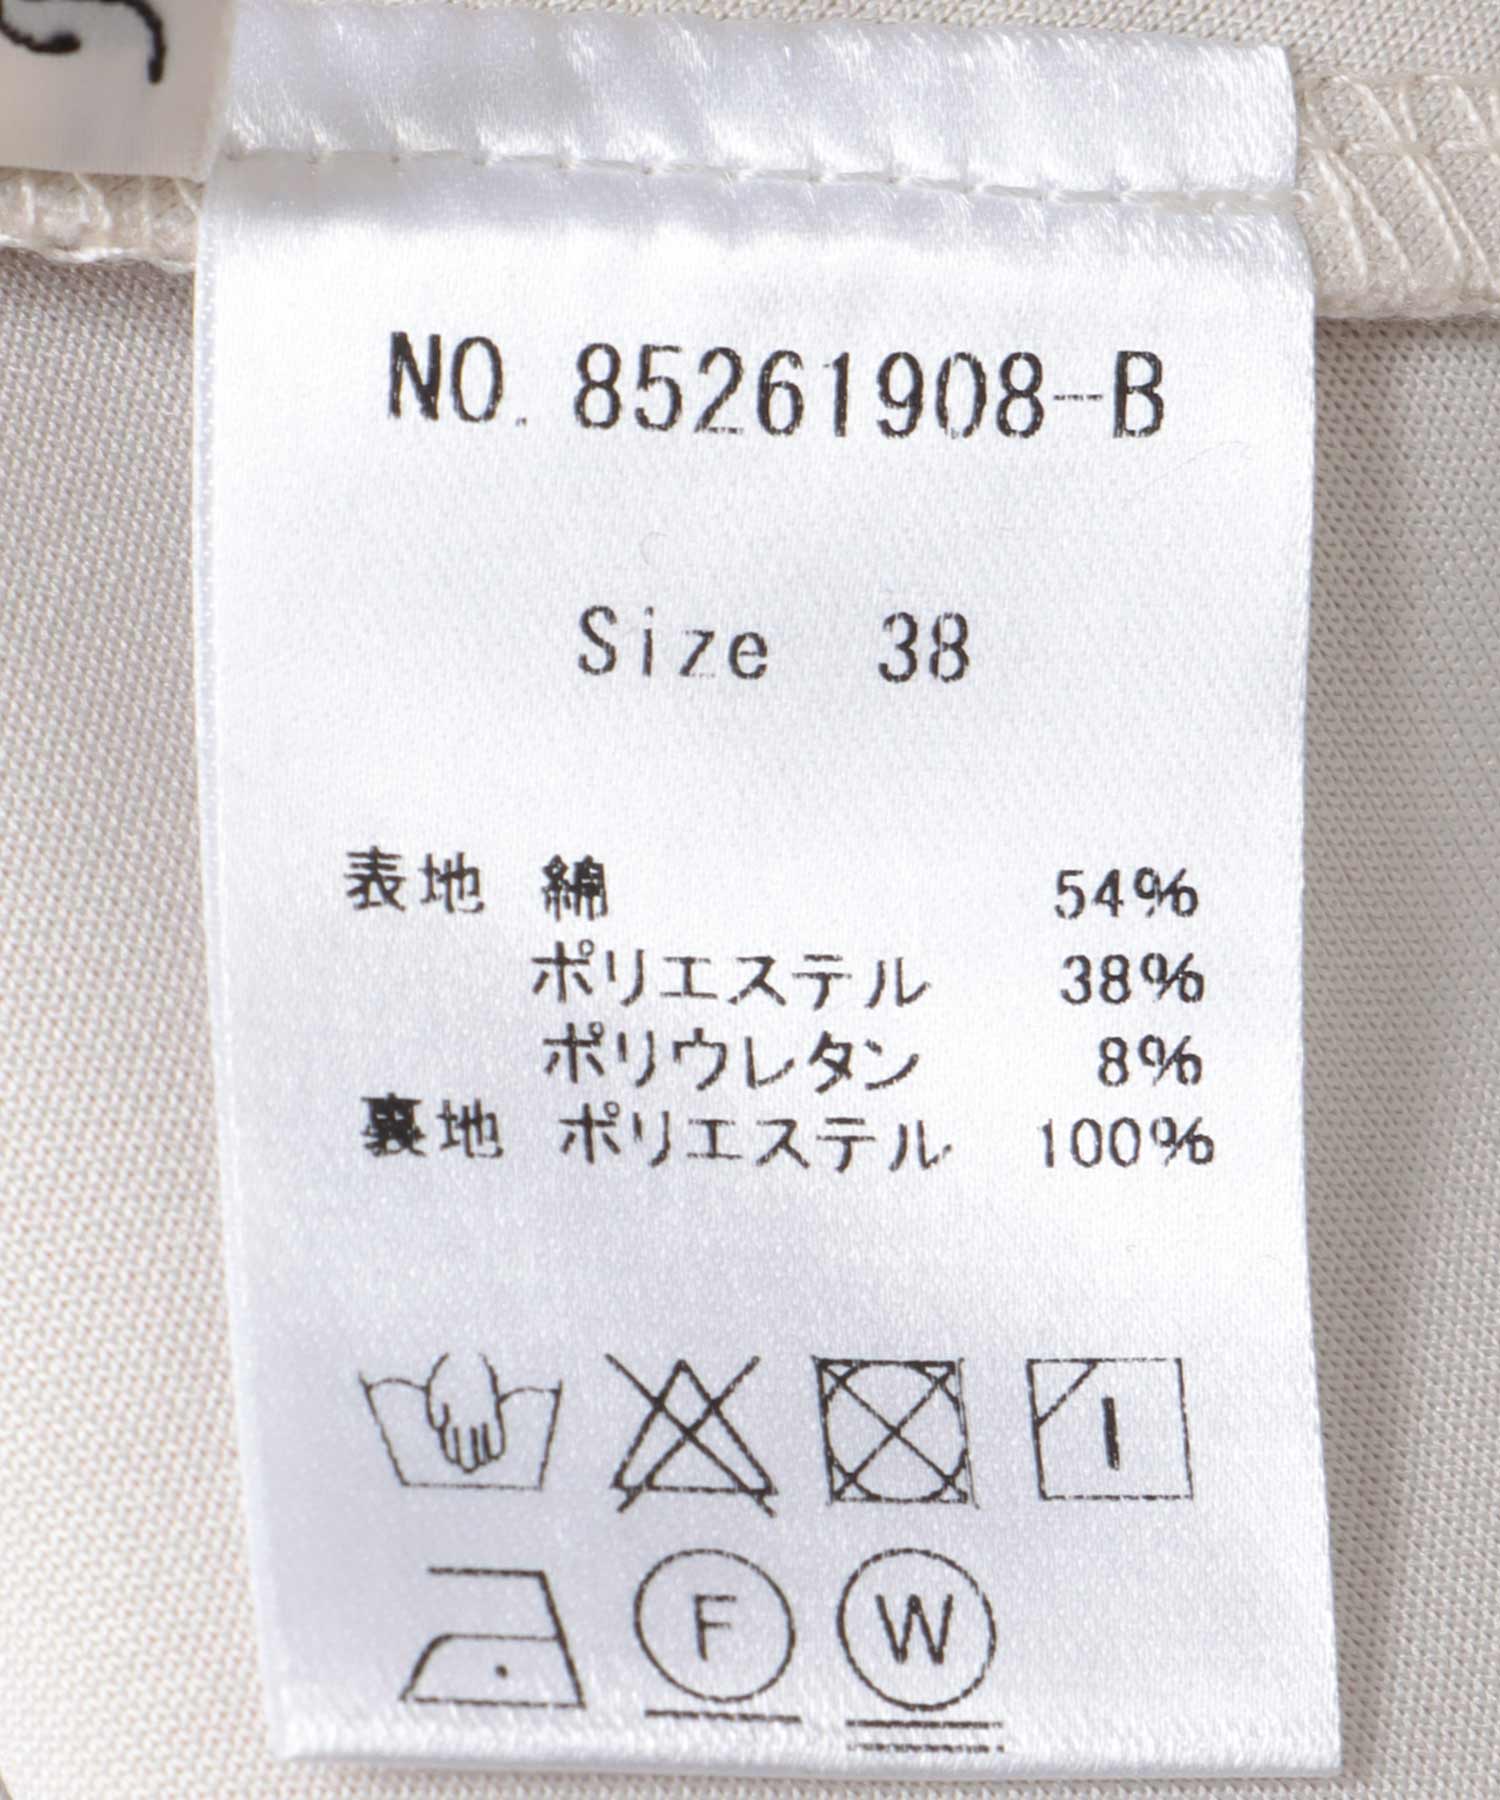 NO. 85261908-B
Size 38
表地 綿 54%
ポリエステル 38%
ポリウレタン 8%
裏地 ポリエステル 100%
F
W